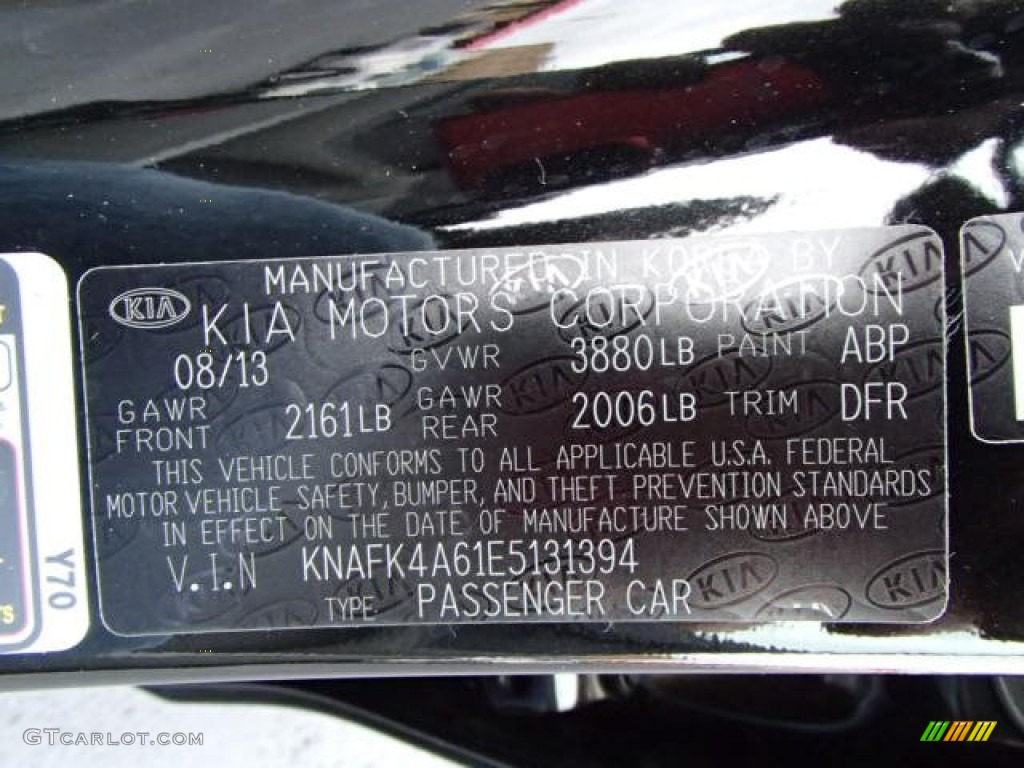 MANUFACTURED IN KOREA BY
KIA KIA MOTORS CORPORATION
08/13 GVWR 3880LB PAINT ABP
GAWR FRONT 2161LB GAWR REAR 2006LB TRIM DFR
THIS VEHICLE CONFORMS TO ALL APPLICABLE U.S.A. FEDERAL
MOTOR VEHICLE SAFETY, BUMPER, AND THEFT PREVENTION STANDARDS
IN EFFECT ON THE DATE OF MANUFACTURE SHOWN ABOVE
V.I.N KNAFK4A61E5131394
TYPE: PASSENGER CAR
Y70
GTCARLOT.COM